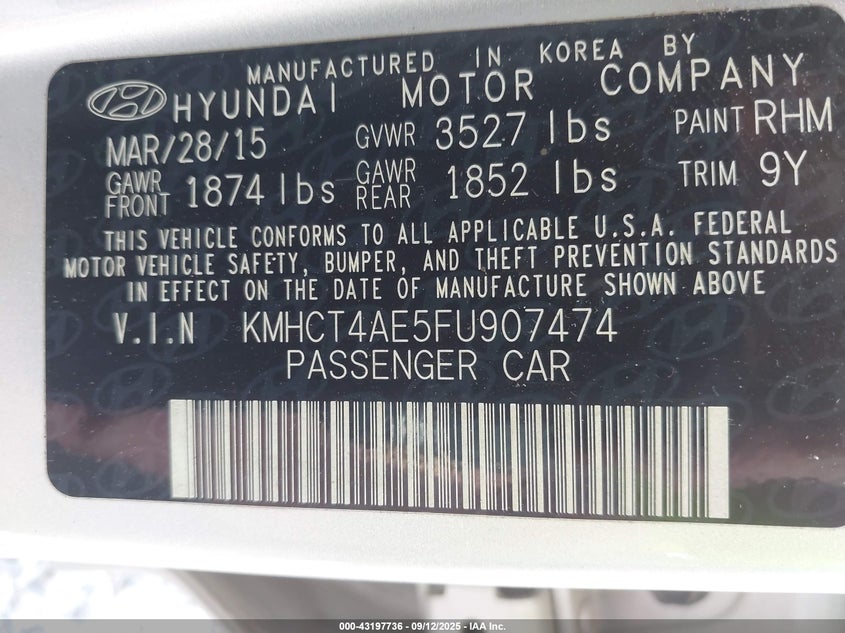 MANUFACTURED IN KOREA BY
HYUNDAI MOTOR COMPANY
MAR/28/15 GVWR 3527 lbs PAINT RHM
GAWR FRONT 1874 lbs GAWR REAR 1852 lbs TRIM 9Y
THIS VEHICLE CONFORMS TO ALL APPLICABLE U.S.A. FEDERAL
MOTOR VEHICLE SAFETY, BUMPER, AND THEFT PREVENTION STANDARDS
IN EFFECT ON THE DATE OF MANUFACTURE SHOWN ABOVE
V.I.N KMHCT4AE5FU907474
PASSENGER CAR
000-43197736 - 09/12/2025 - IAA Inc.